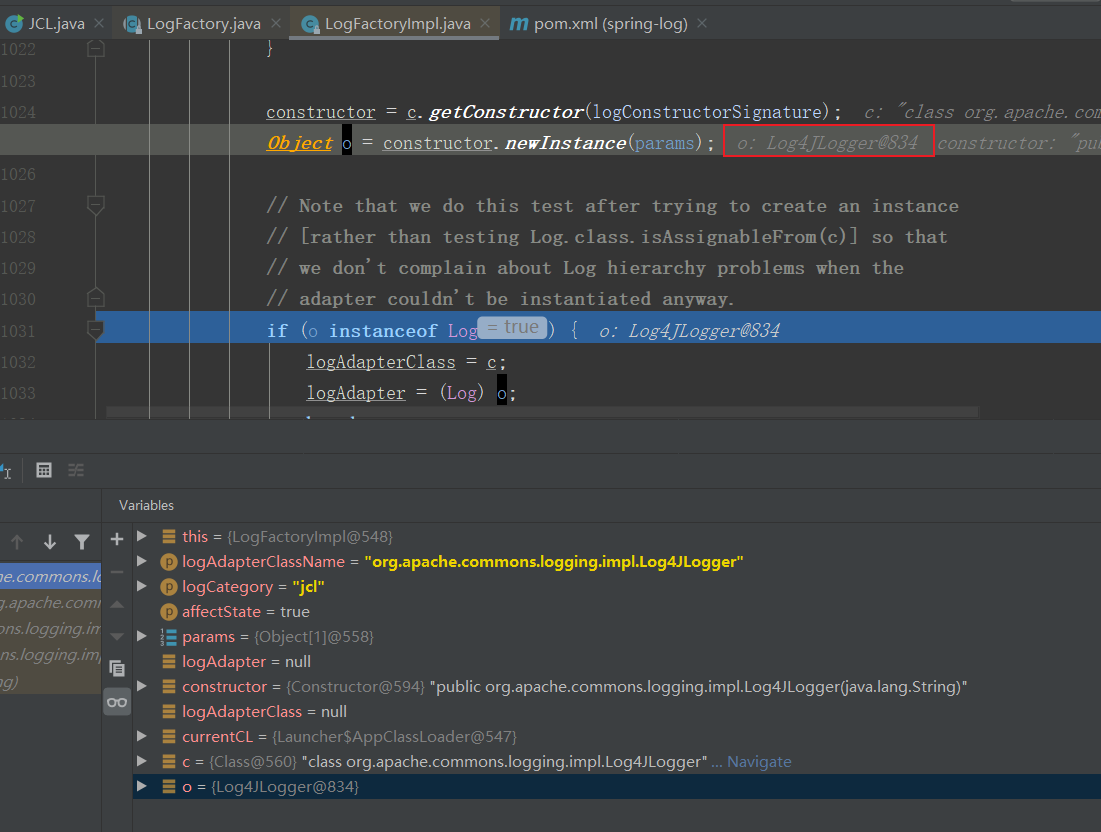 JCL.java × LogFactory.java × LogFactoryImpl.java × pom.xml (spring-log) ×
1022 }
1023
1024 constructor = c.getConstructor(logConstructorSignature); c: "class org.apache.com
Object o = constructor.newInstance(params); o: Log4JLogger@834 constructor: "pu
1026
1027 // Note that we do this test after trying to create an instance
1028 // [rather than testing Log.class.isAssignableFrom(c)] so that
1029 // we don't complain about Log hierarchy problems when the
1030 // adapter couldn't be instantiated anyway.
1031 if (o instanceof Log = true ) { o: Log4JLogger@834
1032 logAdapterClass = c;
1033 logAdapter = (Log) o;
Variables
this = {LogFactoryImpl@548}
logAdapterClassName = "org.apache.commons.logging.impl.Log4JLogger"
he.commons.lo
logCategory = "jcl"
g.apache.comm
affectState = true
ons.logging.im
params = {Object[1]@558}
ns.logging.imp
logAdapter = null
ng)
constructor = {Constructor@594} "public org.apache.commons.logging.impl.Log4JLogger(java.lang.String)"
logAdapterClass = null
currentCL = {Launcher$AppClassLoader@547}
c = {Class@560} "class org.apache.commons.logging.impl.Log4JLogger" ... Navigate
o = {Log4JLogger@834}